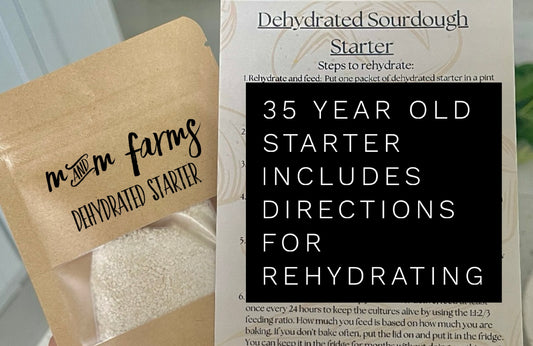 m AND m farms
DEHYDRATED STARTER
Dehydrated Sourdough
Starter
Steps to rehydrate:
1. Rehydrate and feed: Put one packet of dehydrated starter in a pint
35 YEAR OLD
STARTER
INCLUDES
DIRECTIONS
FOR
REHYDRATING
once every 24 hours to keep the cultures alive by using the 1:1:2/3
feeding ratio. How much you feed is based on how much you are
baking. If you don't bake often, put the lid on and put it in the fridge.
You can keep it in the fridge for months without